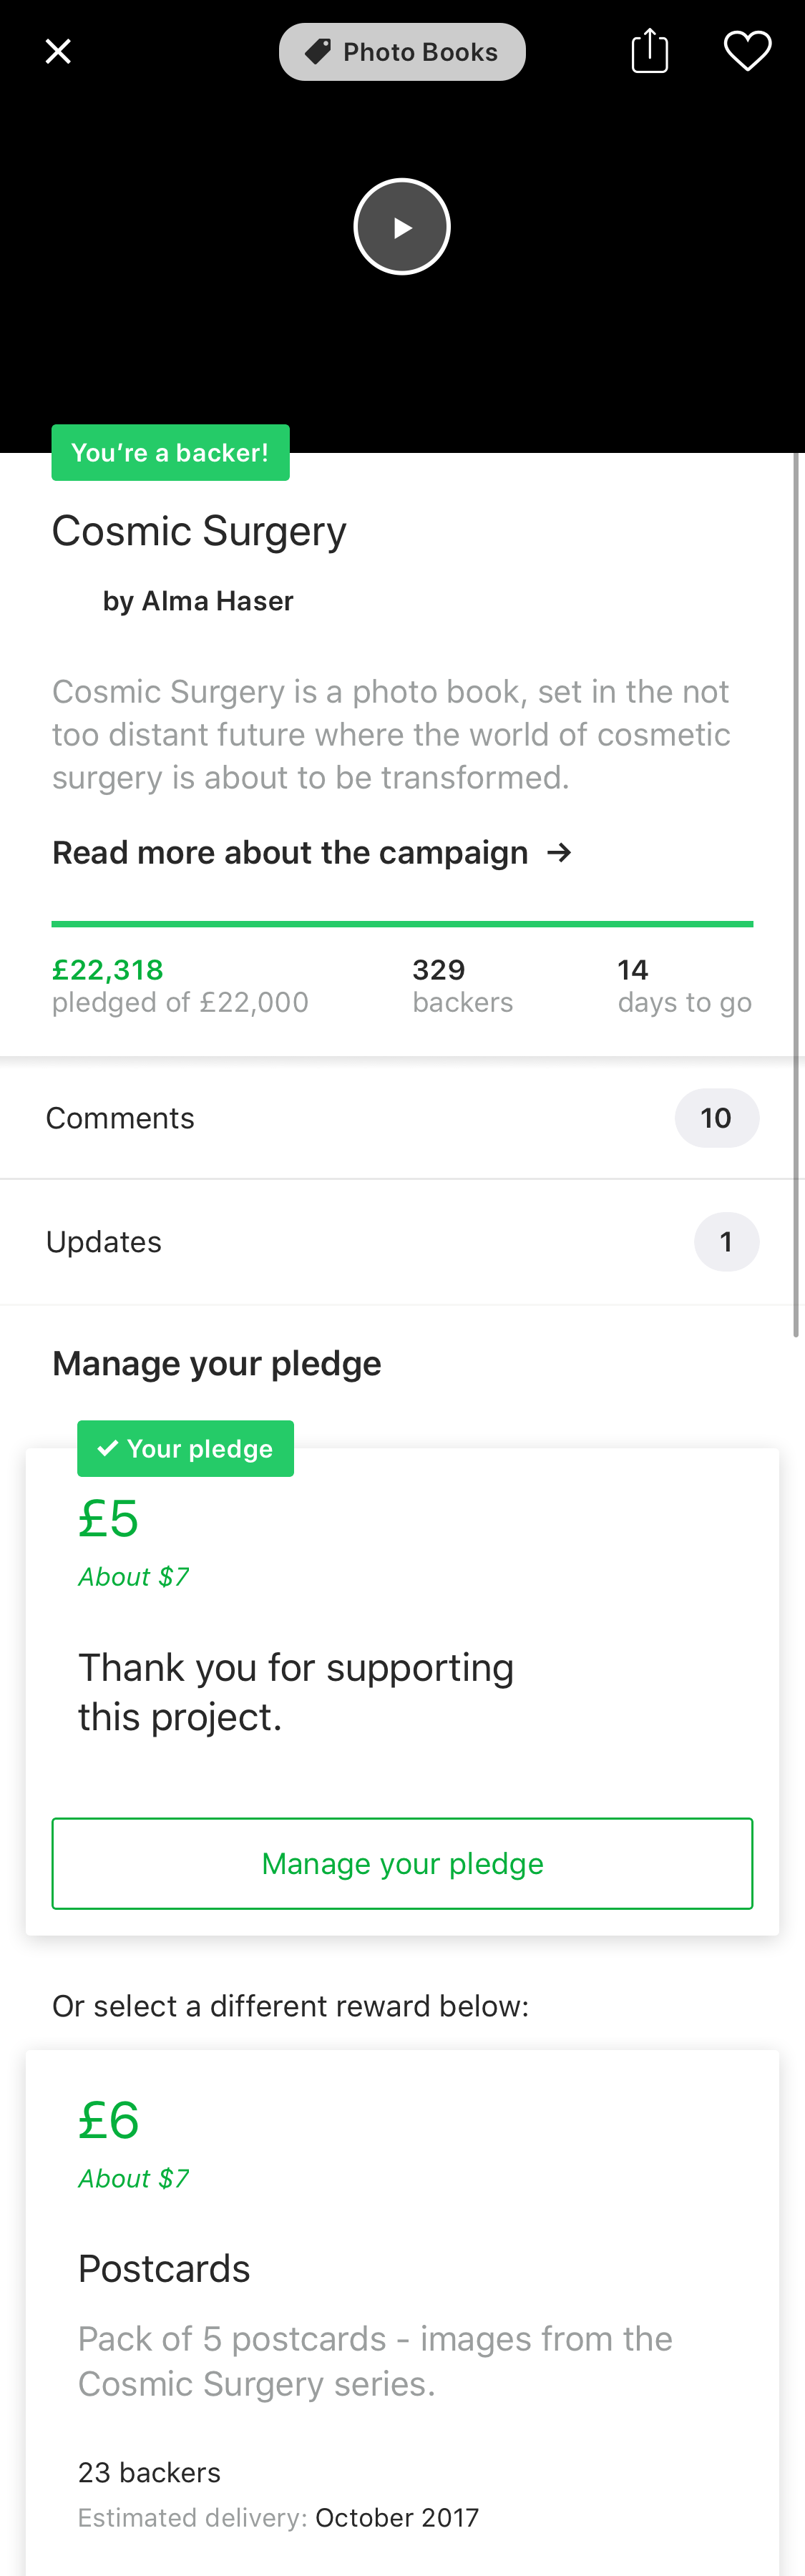 Photo Books
You’re a backer!
Cosmic Surgery
by Alma Haser
Cosmic Surgery is a photo book, set in the not
too distant future where the world of cosmetic
surgery is about to be transformed.
Read more about the campaign →
£22,318
pledged of £22,000
329
backers
14
days to go
Comments
10
Updates
1
Manage your pledge
✓ Your pledge
£5
About $7
Thank you for supporting
this project.
Manage your pledge
Or select a different reward below:
£6
About $7
Postcards
Pack of 5 postcards - images from the
Cosmic Surgery series.
23 backers
Estimated delivery: October 2017